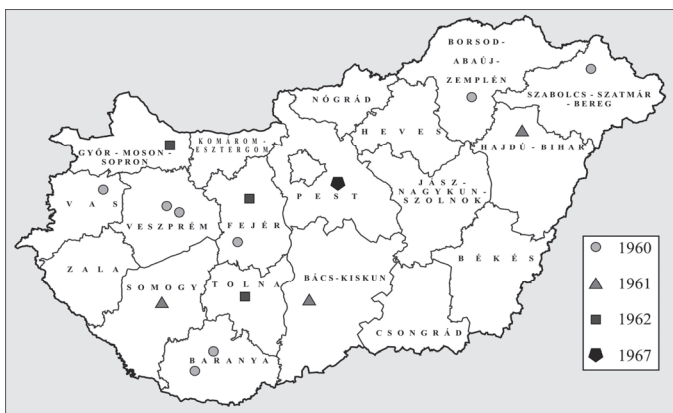 BORSOD-
ABAÚJ-
ZEMPLÉN
SZABOLCS-SZATMÁR
-BEREG
NÓGRÁD
HEVES
HAJDÚ-BIHAR
GYŐR-MOSON-
SOPRON
KOMÁROM-
ESZTERGOM
PEST
JÁSZ-
NAGYKUN-
SZOLNOK
VAS
VESZPRÉM
FEJÉR
BÉKÉS
ZALA
SOMOGY
TOLNA
BÁCS-KISKUN
CSONGRÁD
BARANYA
1960
1961
1962
1967